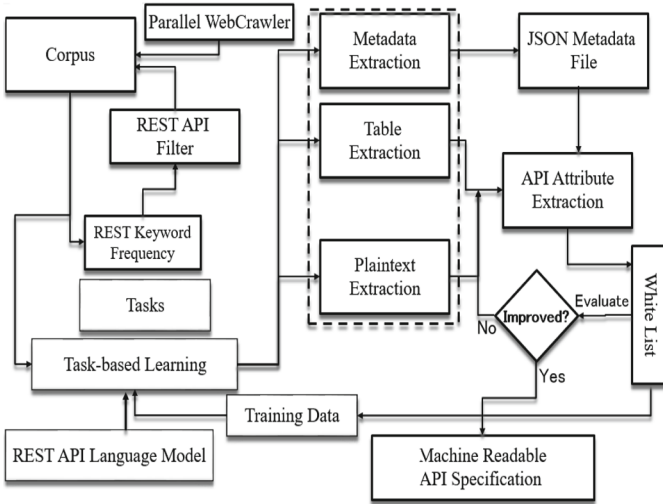 Parallel WebCrawler
Corpus
REST API
Filter
REST Keyword
Frequency
Tasks
Task-based Learning
REST API Language Model
Training Data
Metadata
Extraction
Table
Extraction
Plaintext
Extraction
JSON Metadata
File
API Attribute
Extraction
White List
Evaluate
Improved?
No
Yes
Machine Readable
API Specification